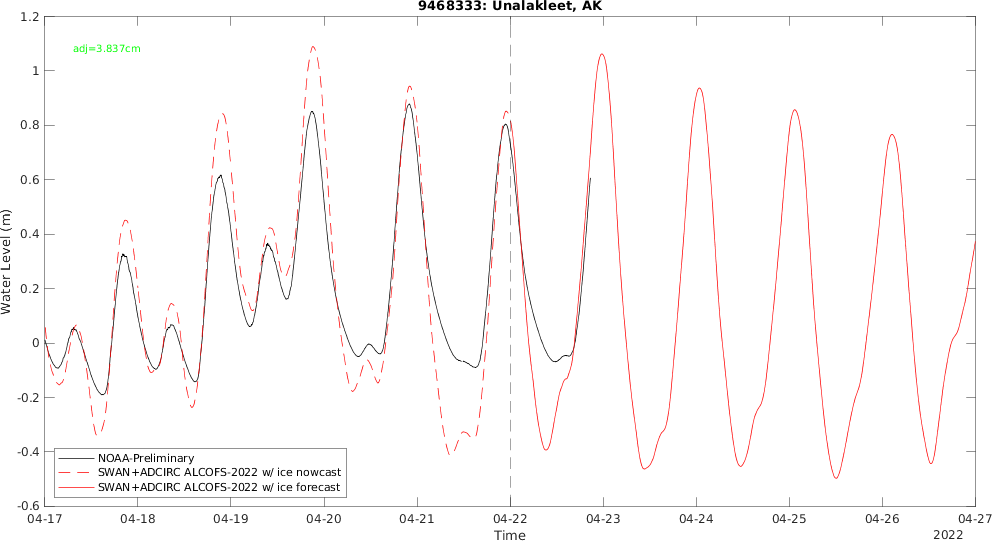 9468333: Unalakleet, AK
adj=3.837cm
Water Level (m)
1.2
1
0.8
0.6
0.4
0.2
0
-0.2
-0.4
-0.6
NOAA-Preliminary
SWAN+ADCIRC ALCOFS-2022 w/ ice nowcast
SWAN+ADCIRC ALCOFS-2022 w/ ice forecast
04-17 04-18 04-19 04-20 04-21 04-22 04-23 04-24 04-25 04-26 04-27
Time
2022